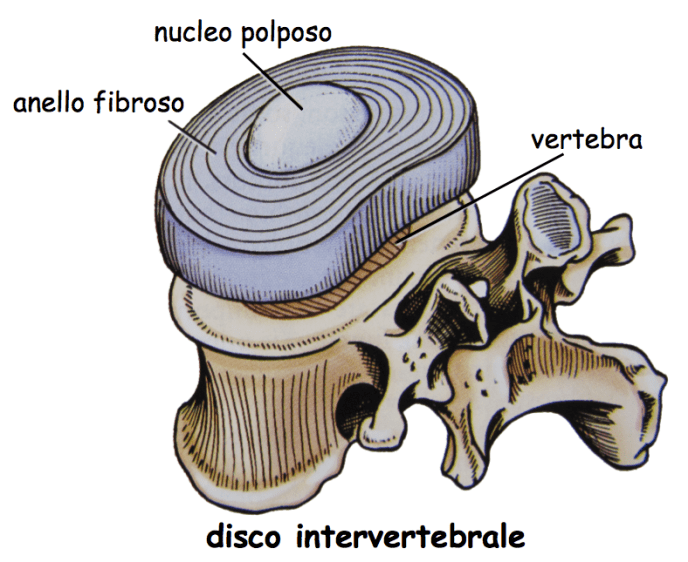 nucleo polposo
anello fibroso
vertebra
disco intervertebrale